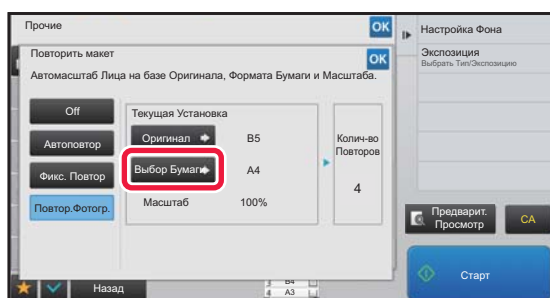 Прочие
OK
Настройка Фона
Повторить макет
OK
Экспозиция
Выбрать Тип/Экспозицию
Автомасштаб Лица на базе Оригинала, Формата Бумаги и Масштаба.
Off
Текущая Установка
Автоповтор
Оригинал
B5
Колич-во
Повторов
Фикс. Повтор
Выбор Бумаги
A4
4
Повтор.Фотогр.
Масштаб
100%
Предварит.
Просмотр
CA
Назад
3 B4
4 A3
Старт